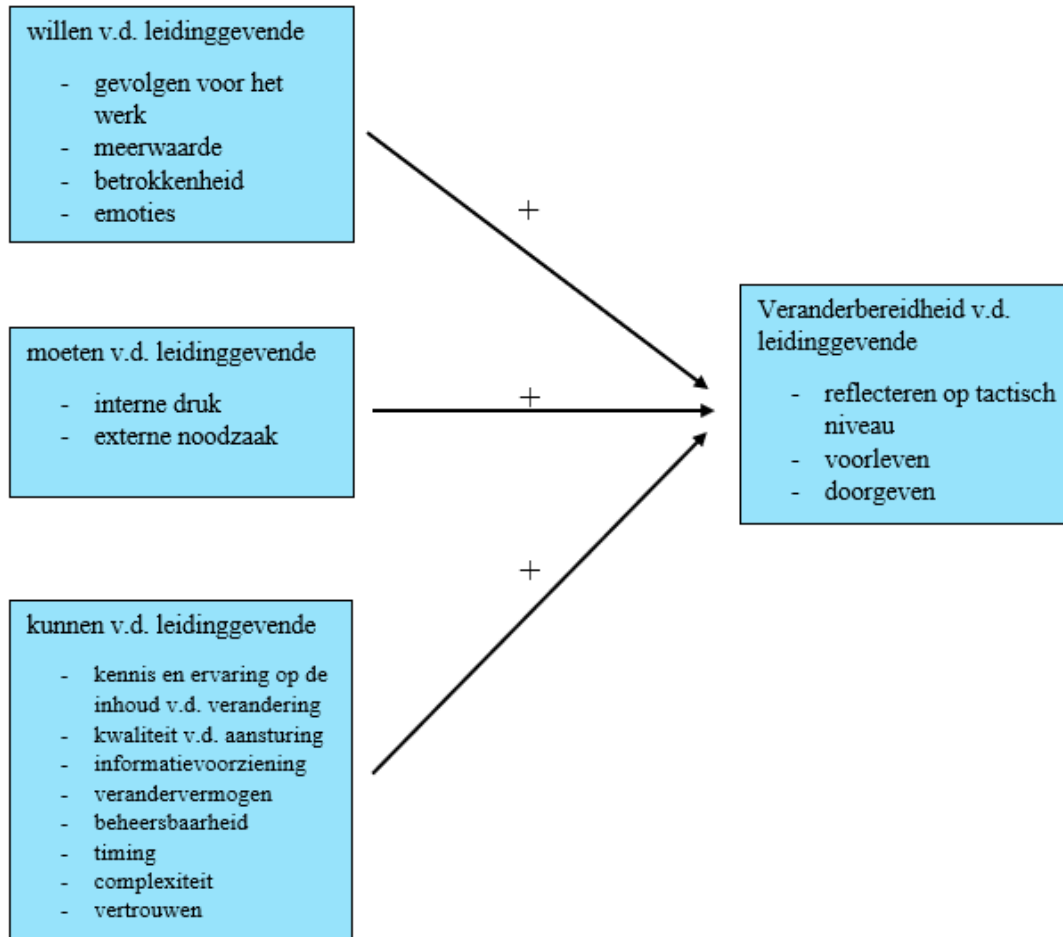 willen v.d. leidinggevende
- gevolgen voor het
werk
- meerwaarde
- betrokkenheid
- emoties
+
moeten v.d. leidinggevende
- interne druk
- externe noodzaak
+
kunnen v.d. leidinggevende
- kennis en ervaring op de
inhoud v.d. verandering
- kwaliteit v.d. aansturing
- informatievoorziening
- verandervermogen
- beheersbaarheid
- timing
- complexiteit
- vertrouwen
+
Veranderbereidheid v.d.
leidinggevende
- reflecteren op tactisch
niveau
- voorleven
- doorgeven